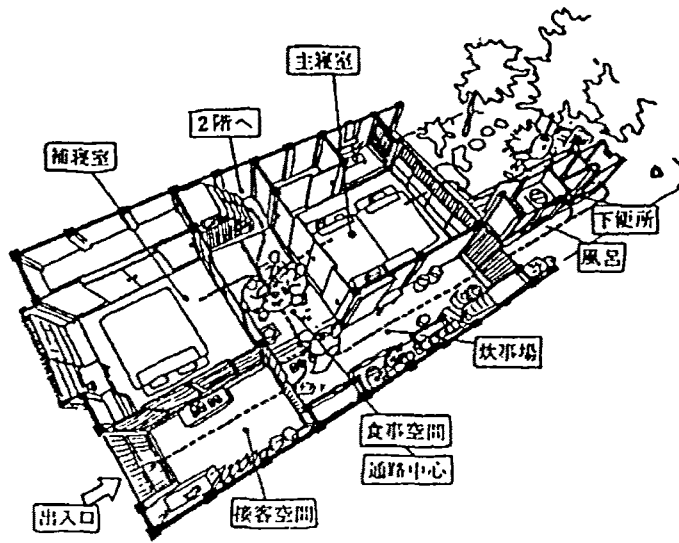 主寝室
2階へ
補寝室
下便所
風呂
炊事場
食事空間
通路中心
接客空間
出入口